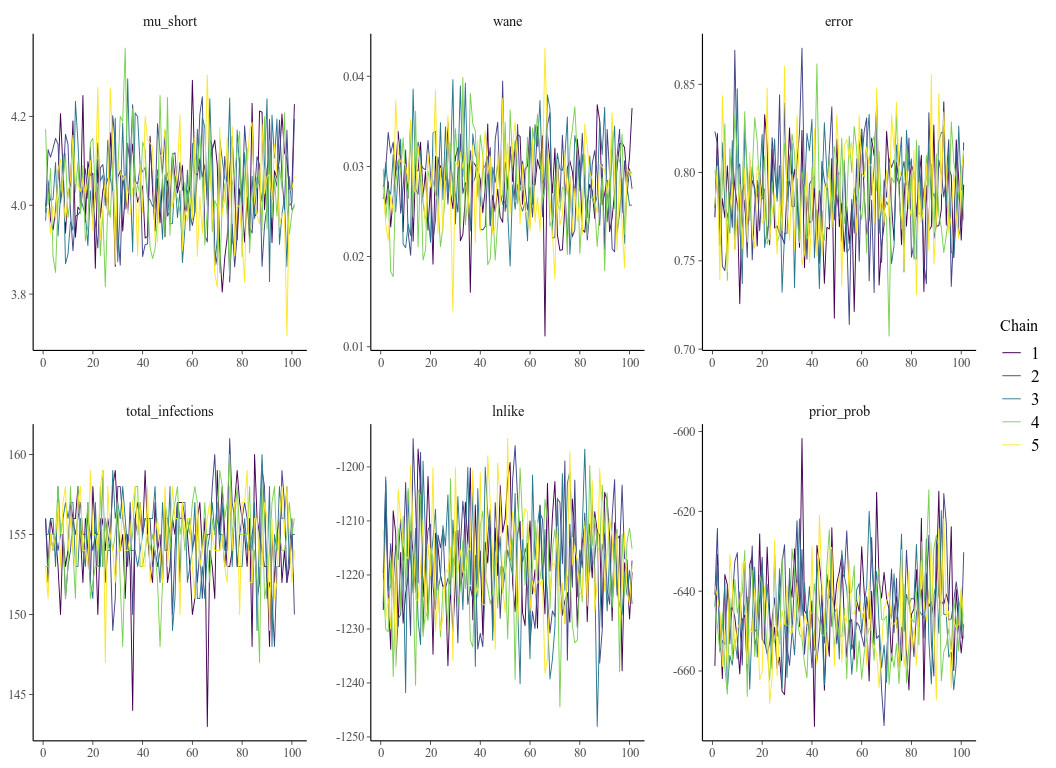 mu_short
wane
error
4.2
4.0
3.8
0.04
0.03
0.02
0.01
0.85
0.80
0.75
0.70
0 20 40 60 80 100
0 20 40 60 80 100
0 20 40 60 80 100
total_infections
lnlike
prior_prob
160
155
150
145
-1200
-1210
-1220
-1230
-1240
-1250
-600
-620
-640
-660
0 20 40 60 80 100
0 20 40 60 80 100
0 20 40 60 80 100
Chain
1
2
3
4
5